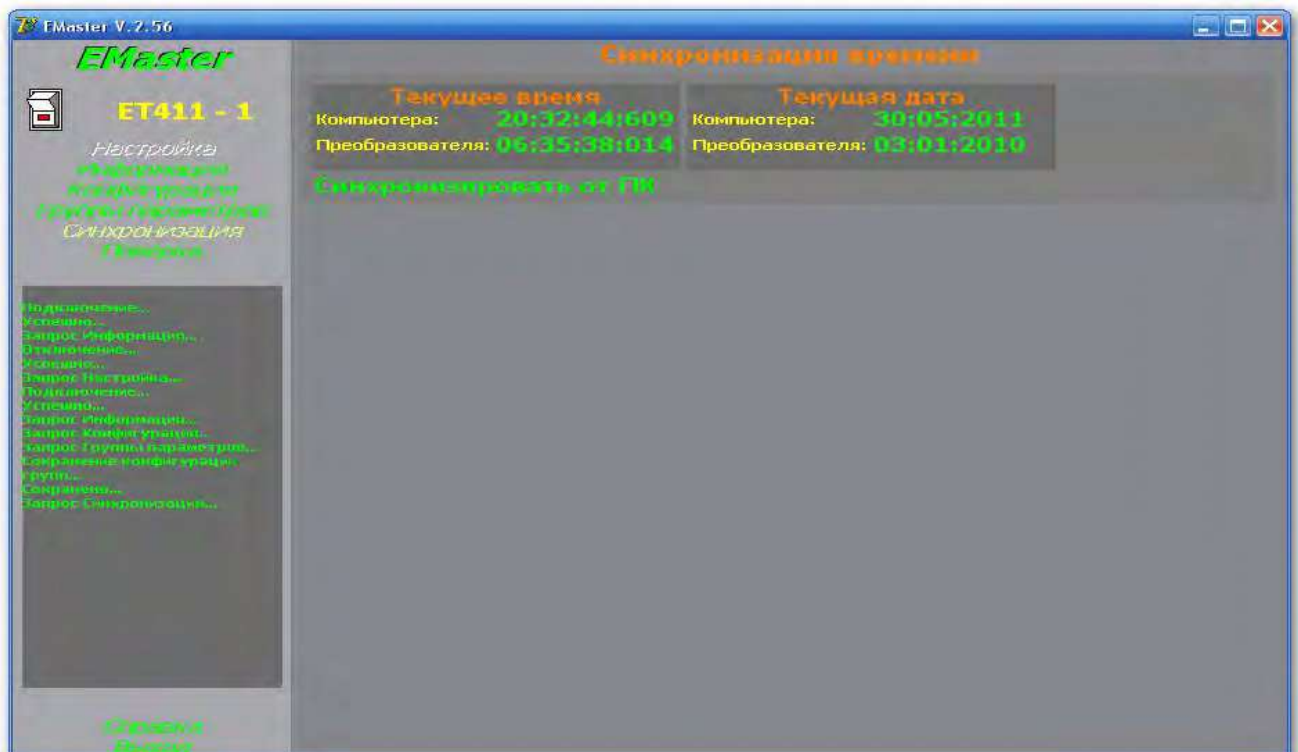 EMaster V.2.56
EMaster
ET411 - 1
Настройка
Информация
Конфигурация
Группы параметров
Синхронизация
Поверка
Подключение...
Успешно...
Запрос Информации...
Отключение...
Успешно...
Запрос Настройка...
Подключение...
Успешно...
Запрос Информации...
Запрос Конфигурации...
Запрос Группы параметров...
Сохранение конфигурации
групп...
Сохранено...
Запрос Синхронизации...
Справка
Выход
Синхронизация времени
Текущее время
Компьютера: 20:32:44:609
Преобразователя: 06:35:38:014
Текущая дата
Компьютера: 30:05:2011
Преобразователя: 03:01:2010
Синхронизировать от ПК